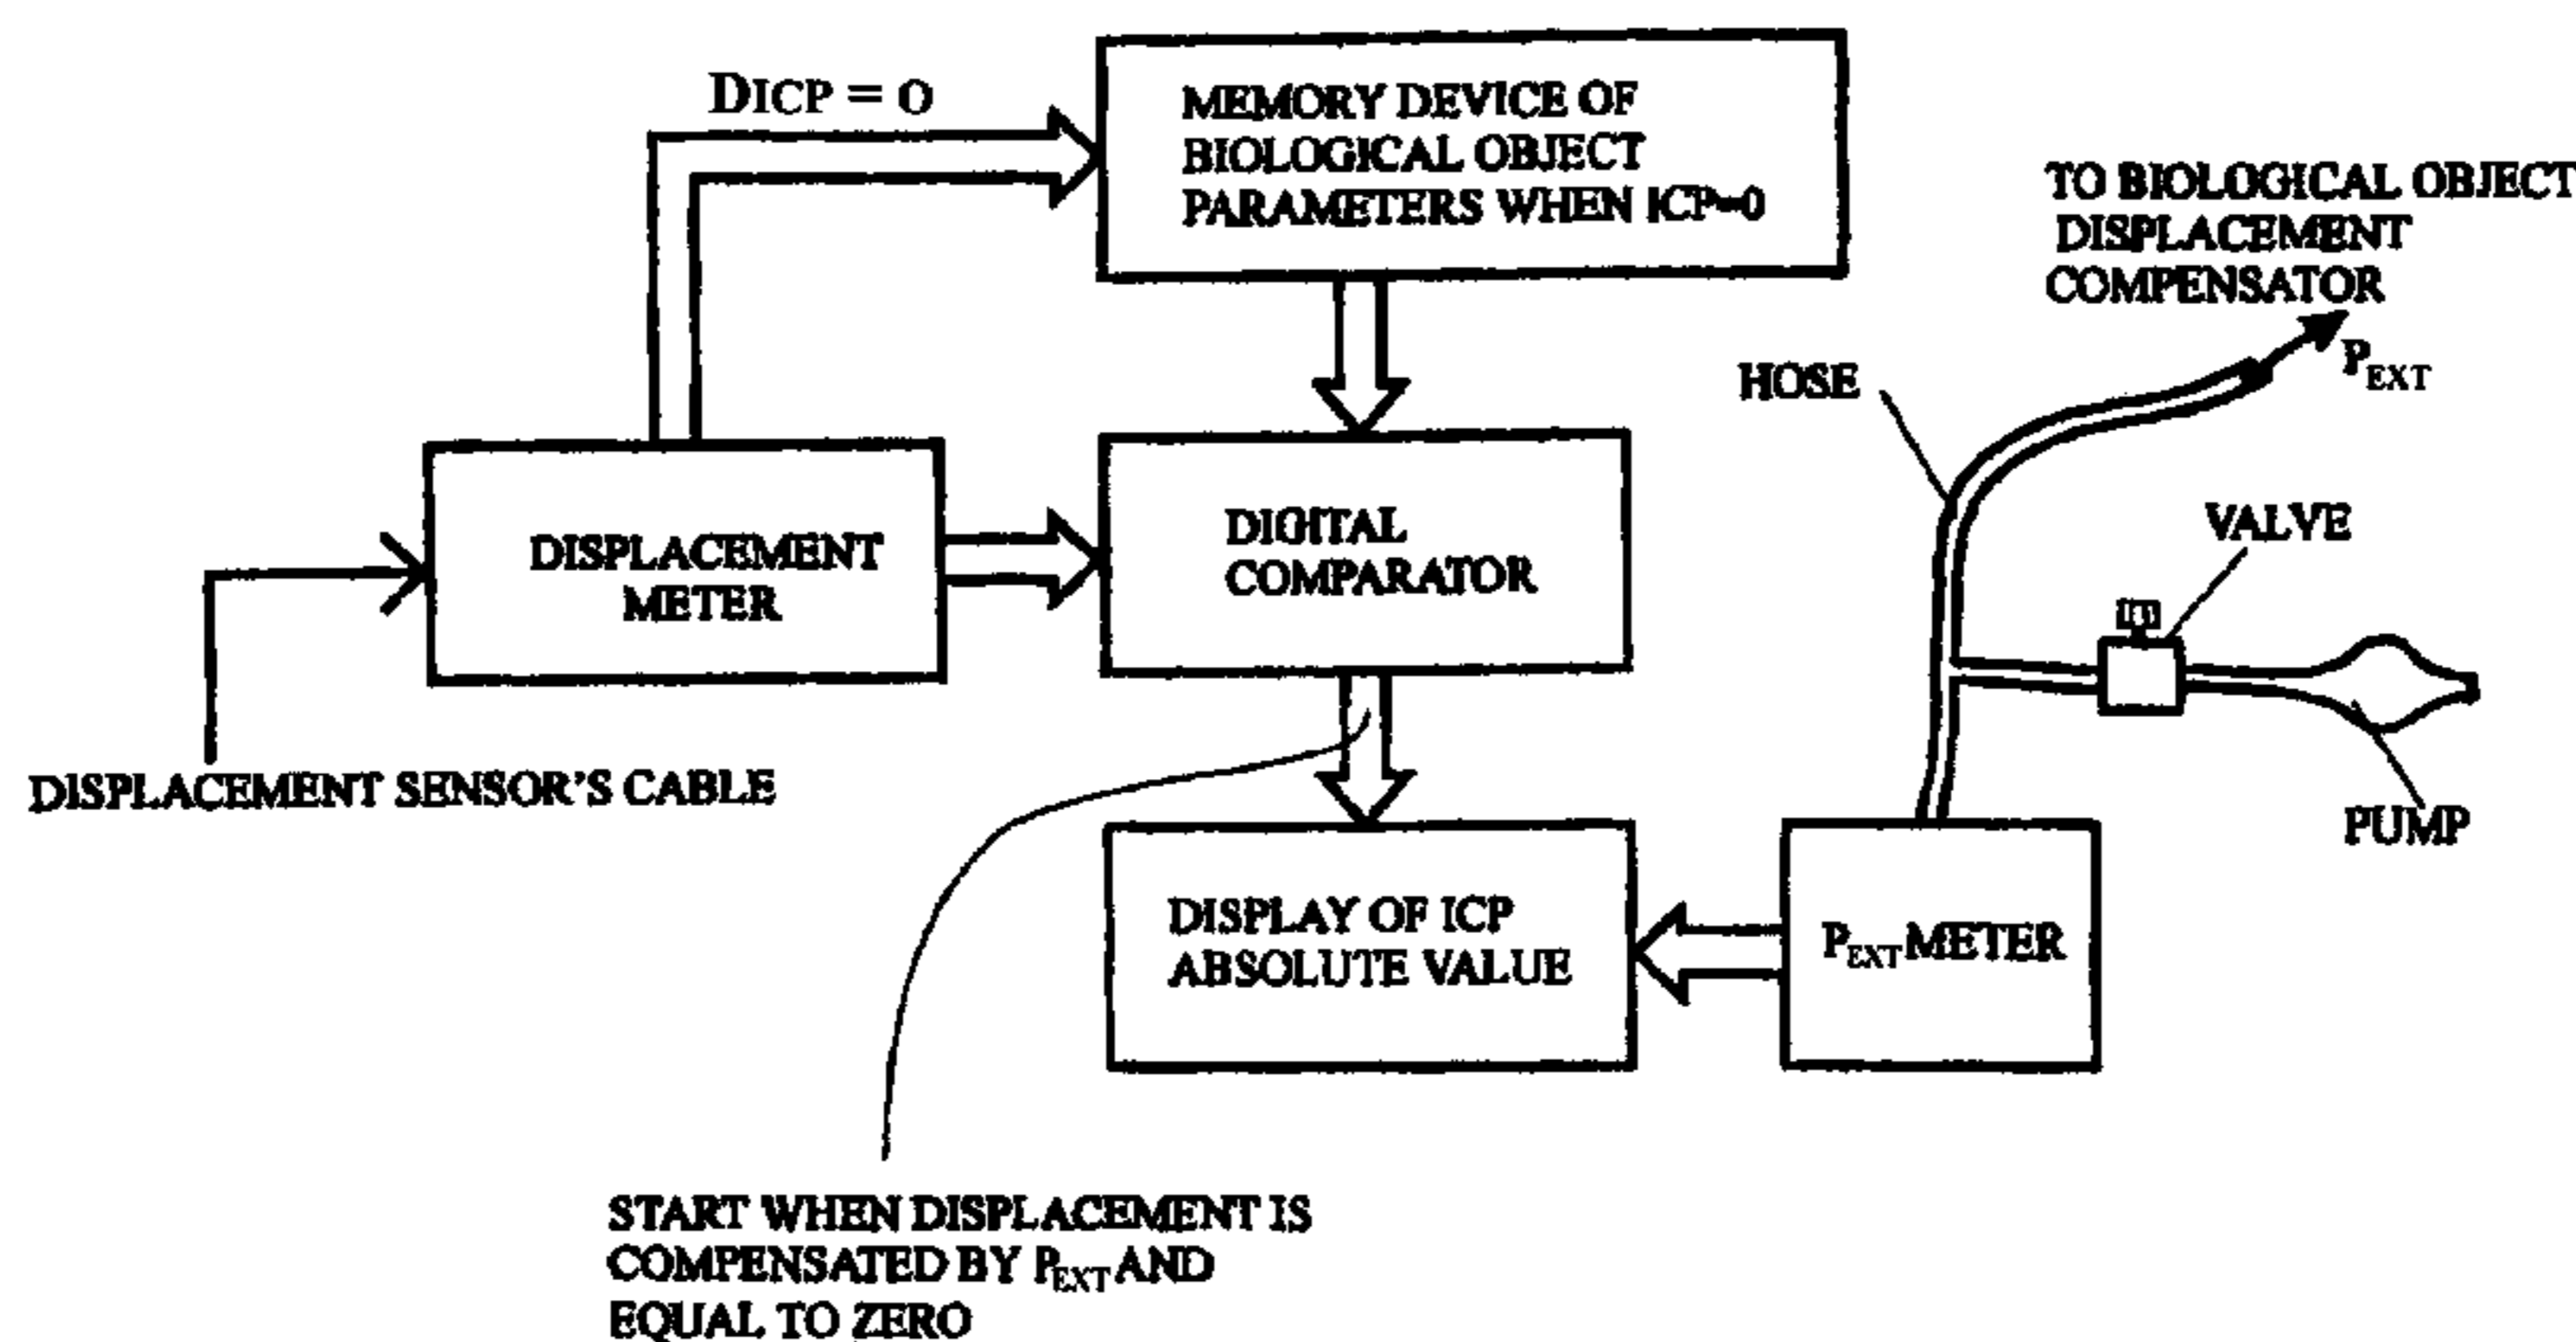 DICP = 0
MEMORY DEVICE OF
BIOLOGICAL OBJECT
PARAMETERS WHEN ICP=0
TO BIOLOGICAL OBJECT
DISPLACEMENT
COMPENSATOR
PEXT
HOSE
VALVE
DISPLACEMENT
METER
DIGITAL
COMPARATOR
DISPLACEMENT SENSOR'S CABLE
PUMP
DISPLAY OF ICP
ABSOLUTE VALUE
PEXT METER
START WHEN DISPLACEMENT IS
COMPENSATED BY PEXT AND
EQUAL TO ZERO